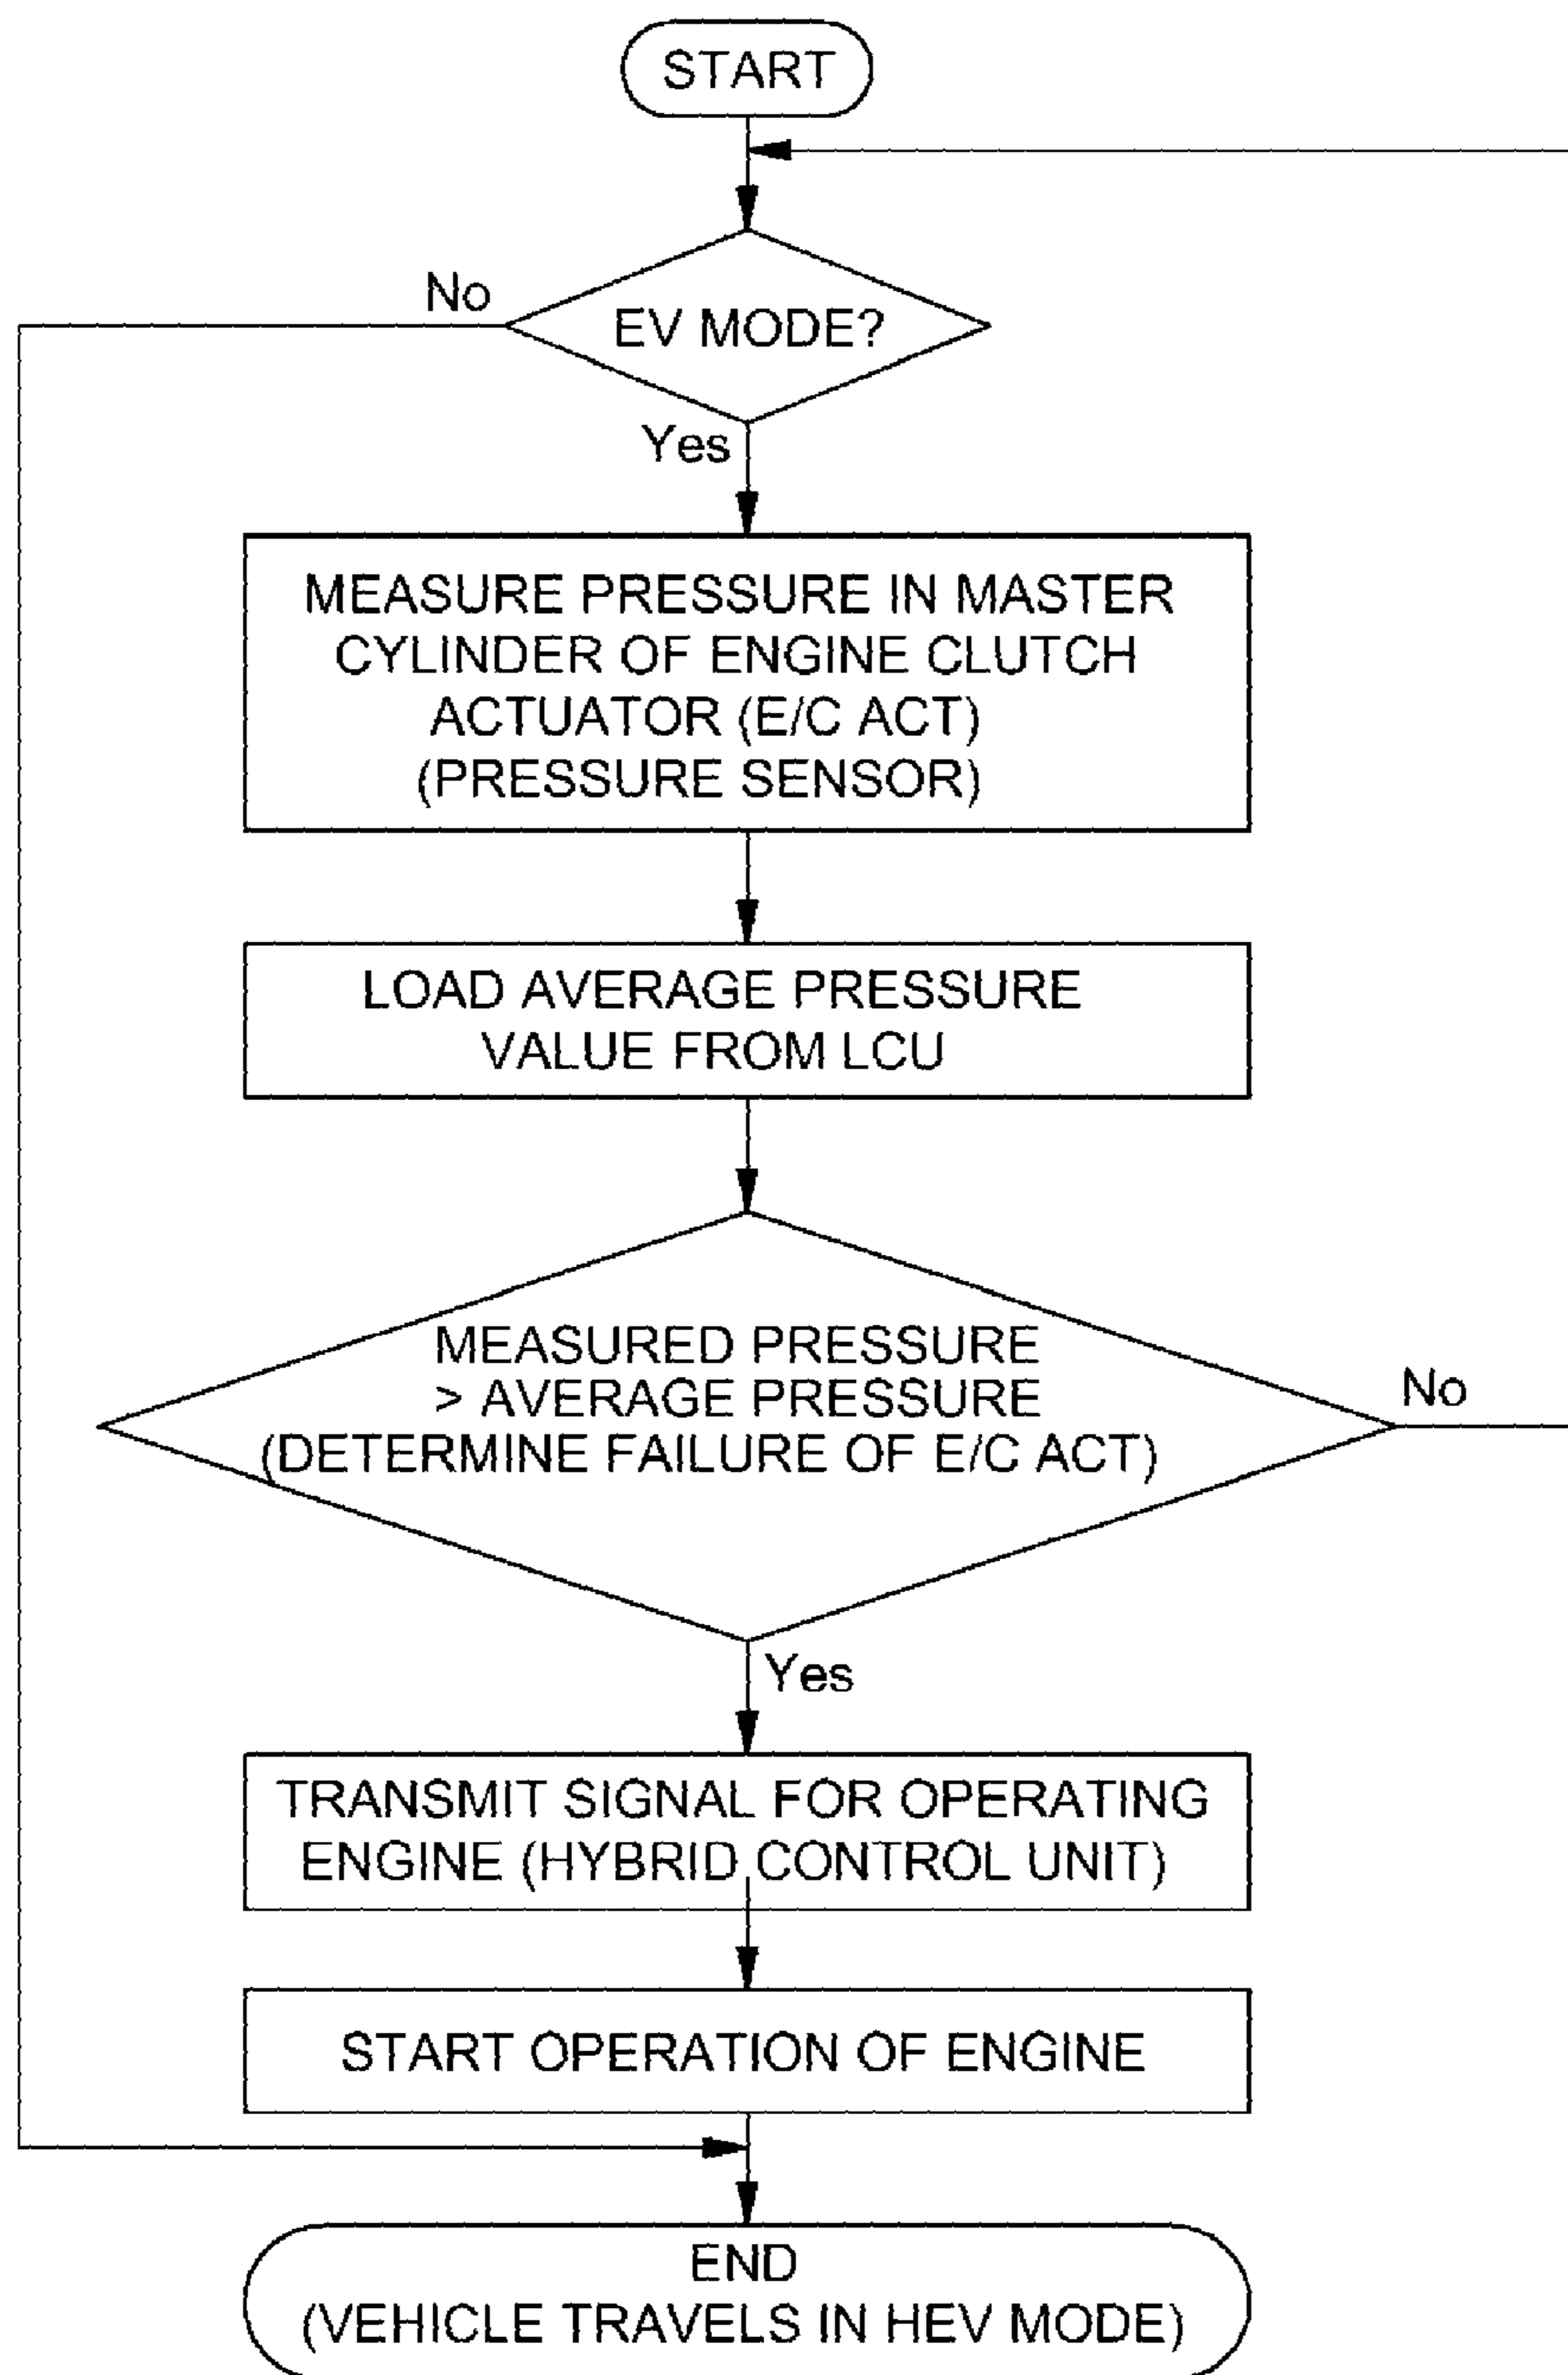 START
No
EV MODE?
Yes
MEASURE PRESSURE IN MASTER
CYLINDER OF ENGINE CLUTCH
ACTUATOR (E/C ACT)
(PRESSURE SENSOR)
LOAD AVERAGE PRESSURE
VALUE FROM LCU
MEASURED PRESSURE
> AVERAGE PRESSURE
(DETERMINE FAILURE OF E/C ACT)
No
Yes
TRANSMIT SIGNAL FOR OPERATING
ENGINE (HYBRID CONTROL UNIT)
START OPERATION OF ENGINE
END
(VEHICLE TRAVELS IN HEV MODE)